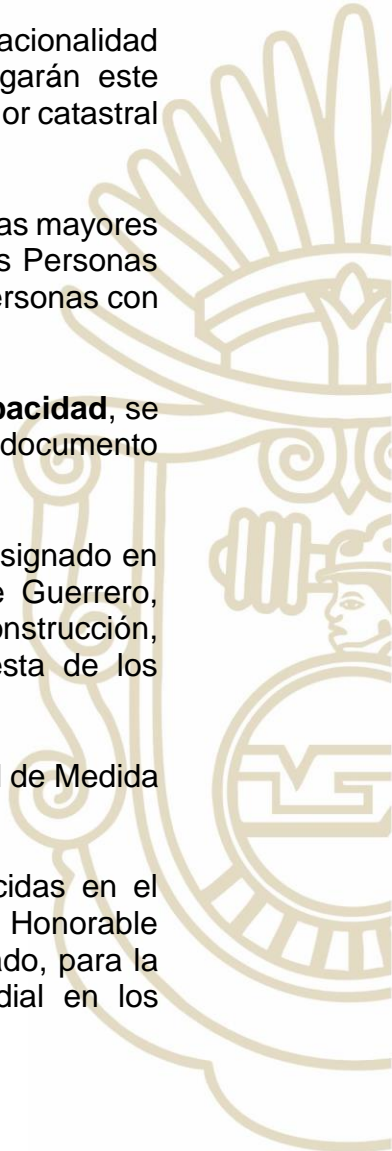 acionalidad
garán este
or catastral
as mayores
s Personas
ersonas con
pacidad, se
documento
signado en
e Guerrero,
onstrucción,
esta de los
de Medida
cidas en el
Honorable
ado, para la
dial en los